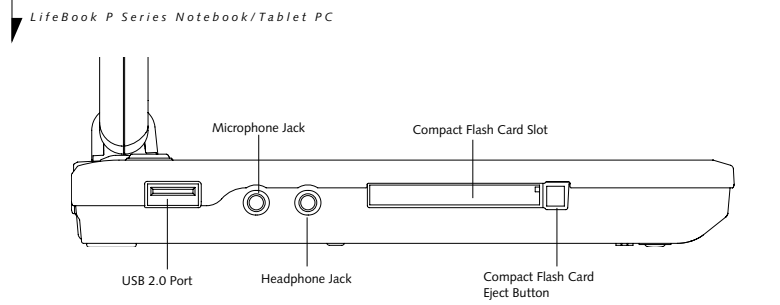 LifeBook P Series Notebook/Tablet PC
Microphone Jack
Compact Flash Card Slot
USB 2.0 Port
Headphone Jack
Compact Flash Card
Eject Button